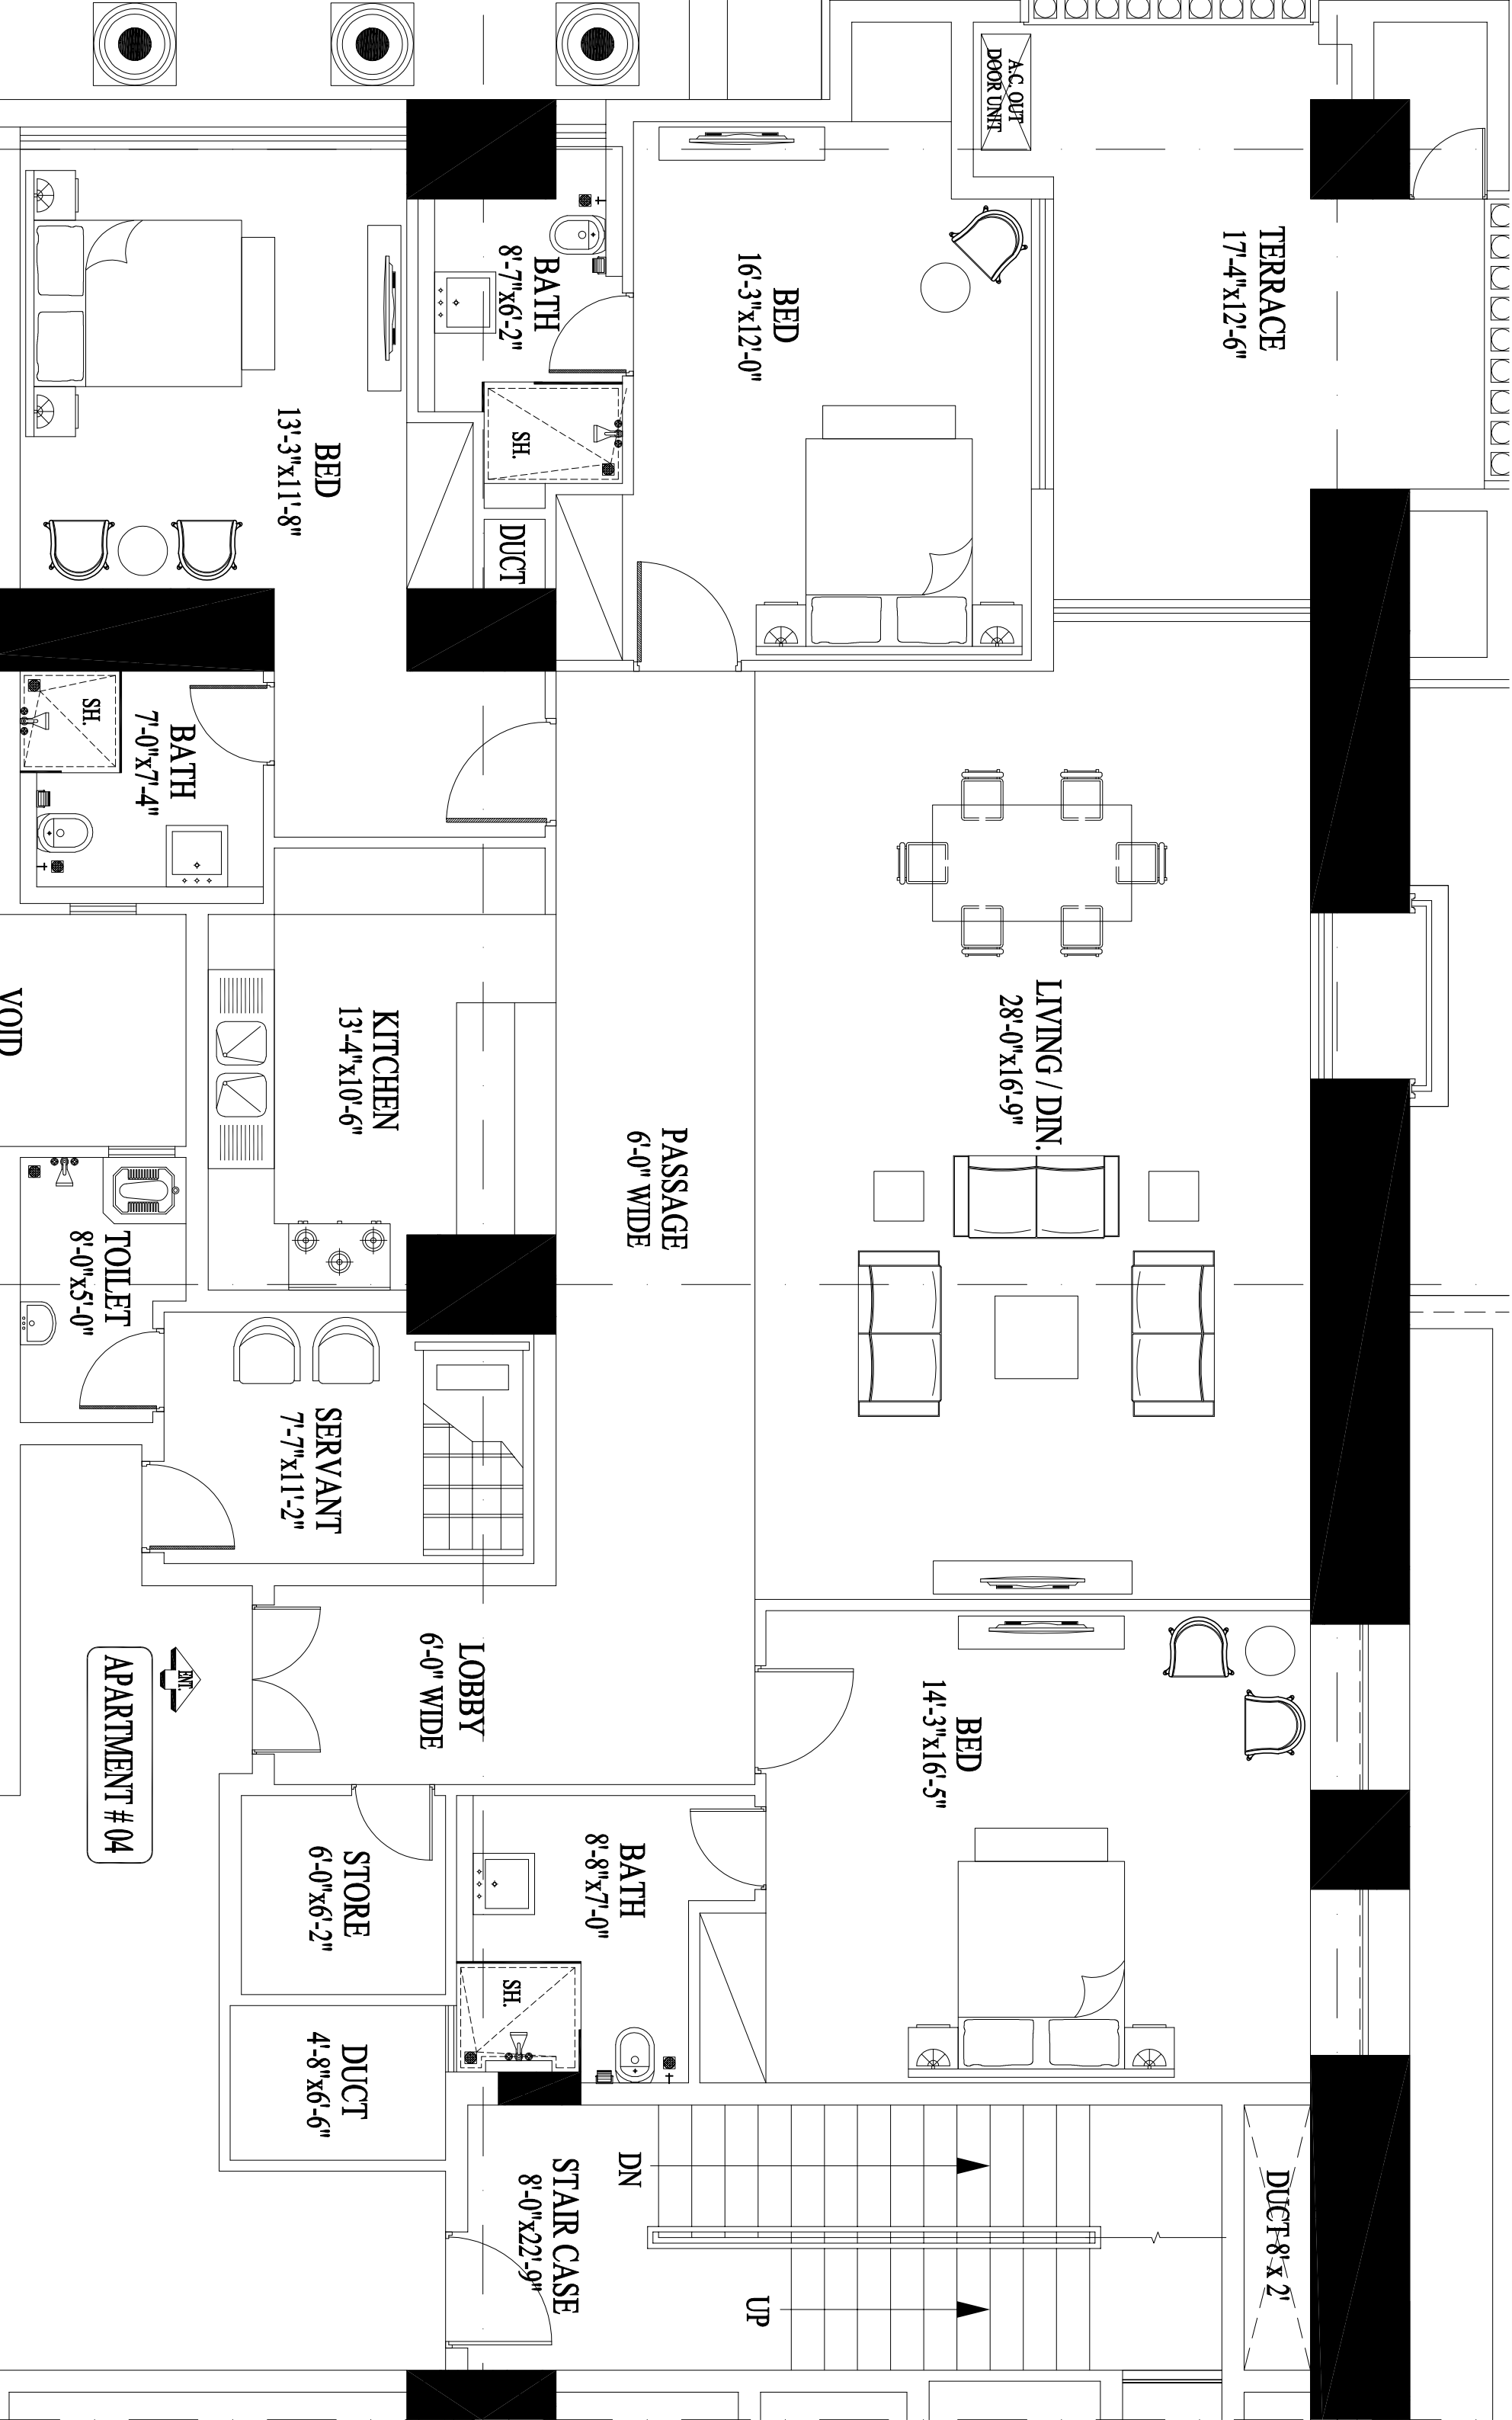 A.C. OUT
DOOR UNIT
TERRACE
17'-4"x12'-6"
BED
16'-3"x12'-0"
BATH
8'-7"x6'-2"
SH.
DUCT
BED
13'-3"x11'-8"
BATH
7'-0"x7'-4"
SH.
LIVING / DIN.
28'-0"x16'-9"
KITCHEN
13'-4"x10'-6"
VOID
PASSAGE
6'-0" WIDE
TOILET
8'-0"x5'-0"
SERVANT
7'-7"x11'-2"
LOBBY
6'-0" WIDE
ENT.
APARTMENT # 04
BED
14'-3"x16'-5"
BATH
8'-8"x7'-0"
SH.
STORE
6'-0"x6'-2"
DUCT
4'-8"x6'-6"
STAIR CASE
8'-0"x22'-9"
DN
UP
DUCT 8' x 2'